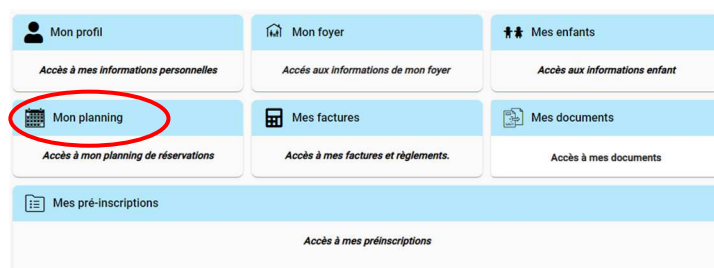 Mon profil
Mon foyer
Mes enfants
Accès à mes informations personnelles
Accés aux informations de mon foyer
Accès aux informations enfant
Mon planning
Mes factures
Mes documents
Accès à mon planning de réservations
Accès à mes factures et règlements.
Accès à mes documents
Mes pré-inscriptions
Accès à mes préinscriptions